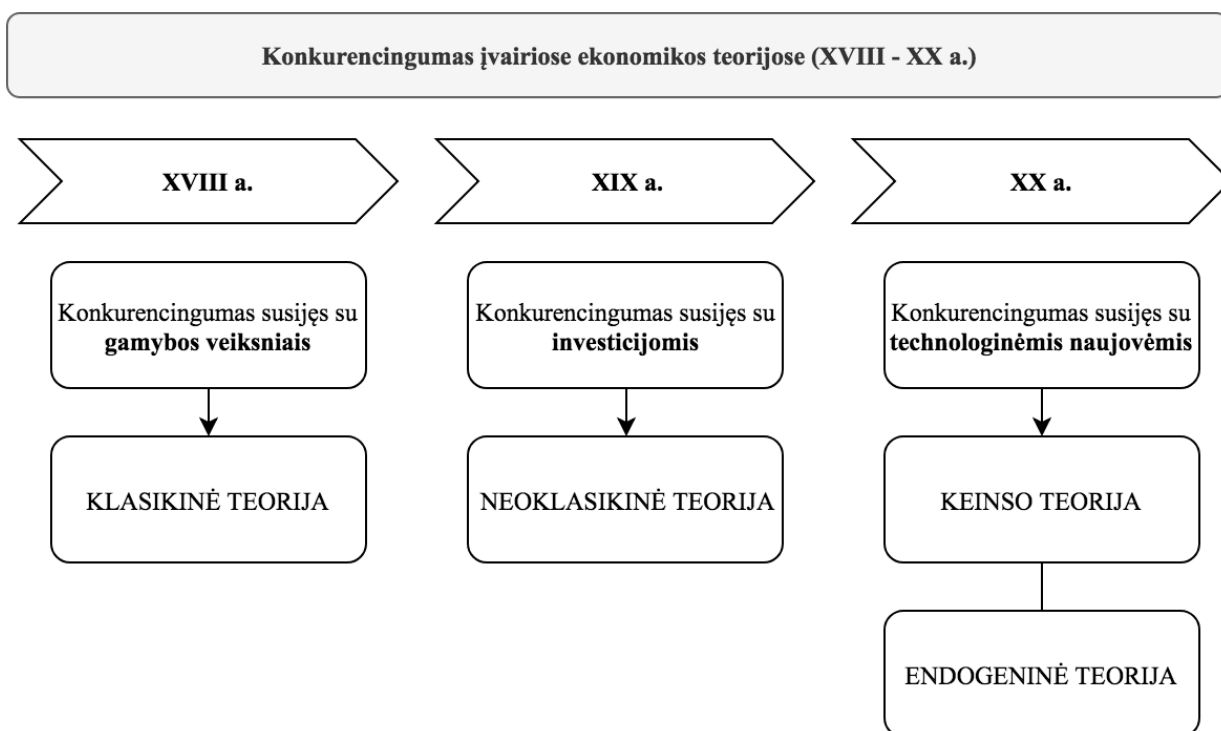 Konkurencingumas įvairiose ekonomikos teorijose (XVIII - XX a.)
XVIII a.
XIX a.
XX a.
Konkurencingumas susijęs su
gamybos veiksniais
Konkurencingumas susijęs su
investicijomis
Konkurencingumas susijęs su
technologinėmis naujovėmis
KLASIKINĖ TEORIJA
NEOKLASIKINĖ TEORIJA
KEINSO TEORIJA
ENDOGENINĖ TEORIJA